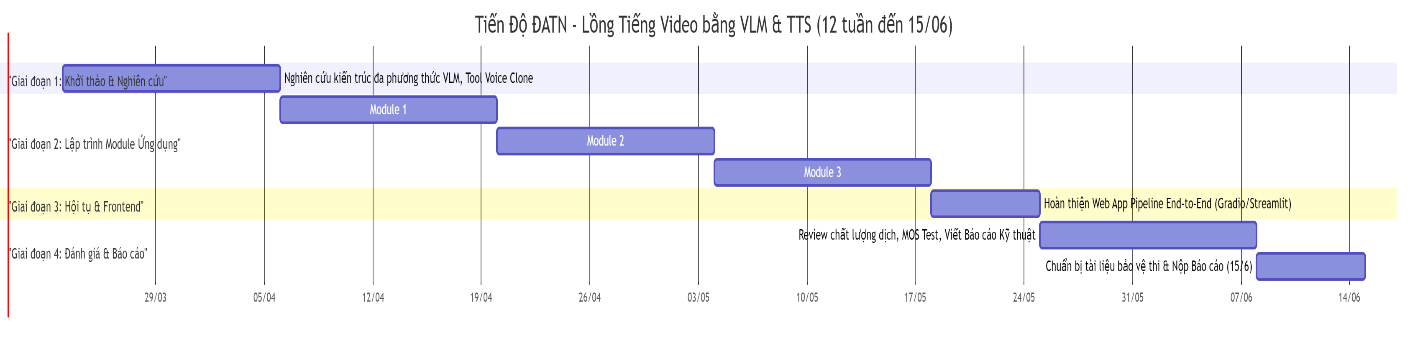 Tiến Độ ĐATN - Lồng Tiếng Video bằng VLM & TTS (12 tuần đến 15/06)
"Giai đoạn 1: Khởi thảo & Nghiên cứu"
Nghiên cứu kiến trúc đa phương thức VLM, Tool Voice Clone
Module 1
"Giai đoạn 2: Lập trình Module Ứng dụng"
Module 2
Module 3
"Giai đoạn 3: Hội tụ & Frontend"
Hoàn thiện Web App Pipeline End-to-End (Gradio/Streamlit)
Review chất lượng dịch, MOS Test, Viết Báo cáo Kỹ thuật
"Giai đoạn 4: Đánh giá & Báo cáo"
Chuẩn bị tài liệu bảo vệ thi & Nộp Báo cáo (15/6)
29/03 05/04 12/04 19/04 26/04 03/05 10/05 17/05 24/05 31/05 07/06 14/06